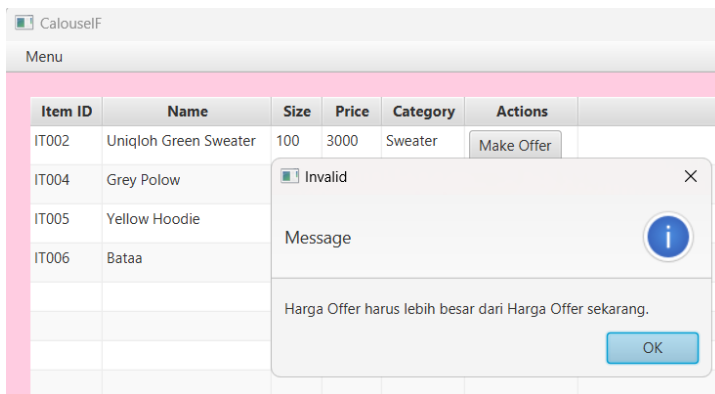 CalouselF
Menu
Item ID Name Size Price Category Actions
IT002 Uniqloh Green Sweater 100 3000 Sweater Make Offer
IT004 Grey Polow
IT005 Yellow Hoodie
IT006 Bataa
Invalid
Message
Harga Offer harus lebih besar dari Harga Offer sekarang.
OK